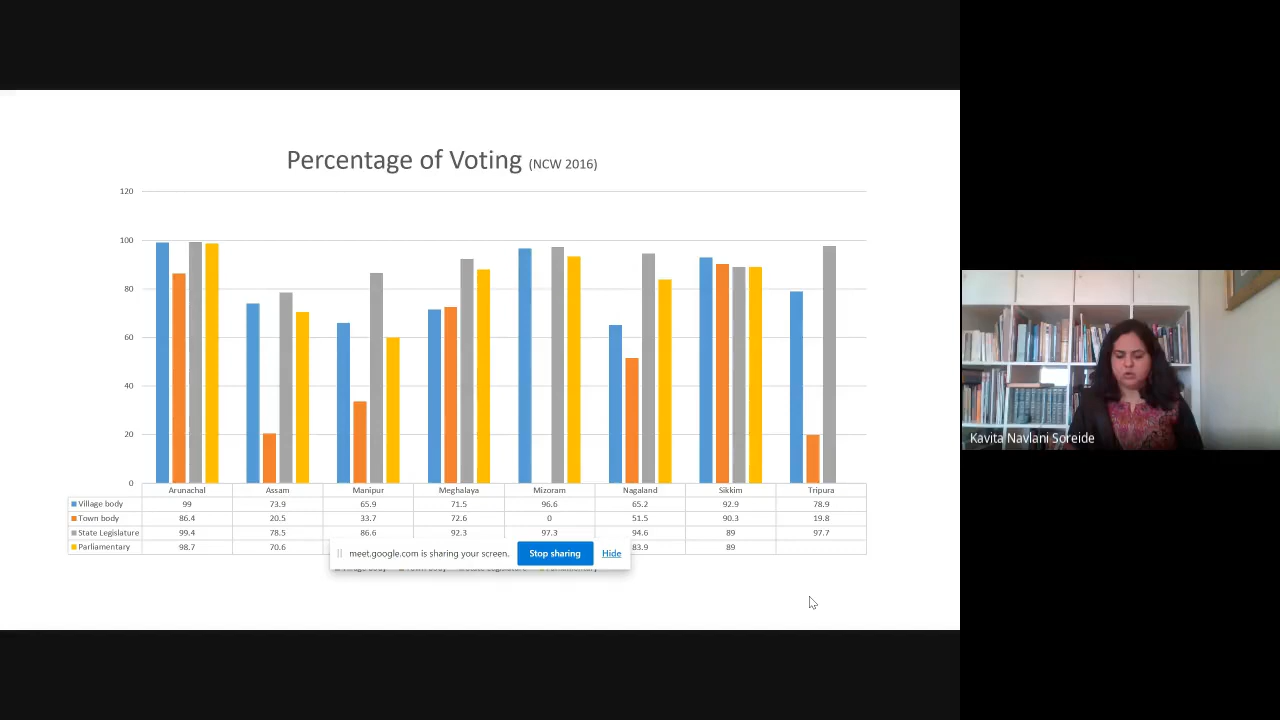 Percentage of Voting (NCW 2016)
120
100
80
60
40
20
0
Arunachal Assam Manipur Meghalaya Mizoram Nagaland Sikkim Tripura
Village body 99 73.9 65.9 71.5 96.6 65.2 92.9 78.9
Town body 86.4 20.5 33.7 72.6 0 51.5 90.3 19.8
State Legislature 99.4 78.5 86.6 92.3 97.3 94.6 89 97.7
Parliamentary 98.7 70.6 83.9 89
meet.google.com is sharing your screen. Stop sharing Hide
Kavita Navlani Soreide